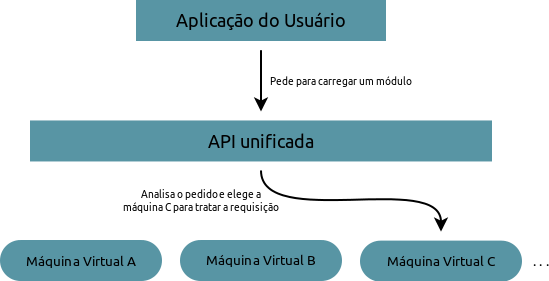 Aplicação do Usuário
Pede para carregar um módulo
API unificada
Analisa o pedido e elege a
máquina C para tratar a requisição
Máquina Virtual A
Máquina Virtual B
Máquina Virtual C
...